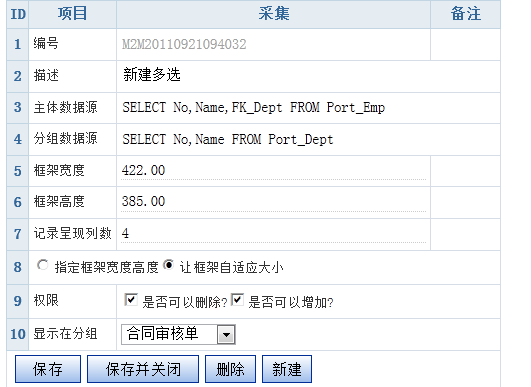 ID 项目 采集 备注
1 编号 M2M20110921094032
2 描述 新建多选
3 主体数据源 SELECT No,Name,FK_Dept FROM Port_Emp
4 分组数据源 SELECT No,Name FROM Port_Dept
5 框架宽度 422.00
6 框架高度 385.00
7 记录呈现列数 4
8 指定框架宽度高度 让框架自适应大小
9 权限 是否可以删除? 是否可以增加?
10 显示在分组 合同审核单
保存 保存并关闭 删除 新建